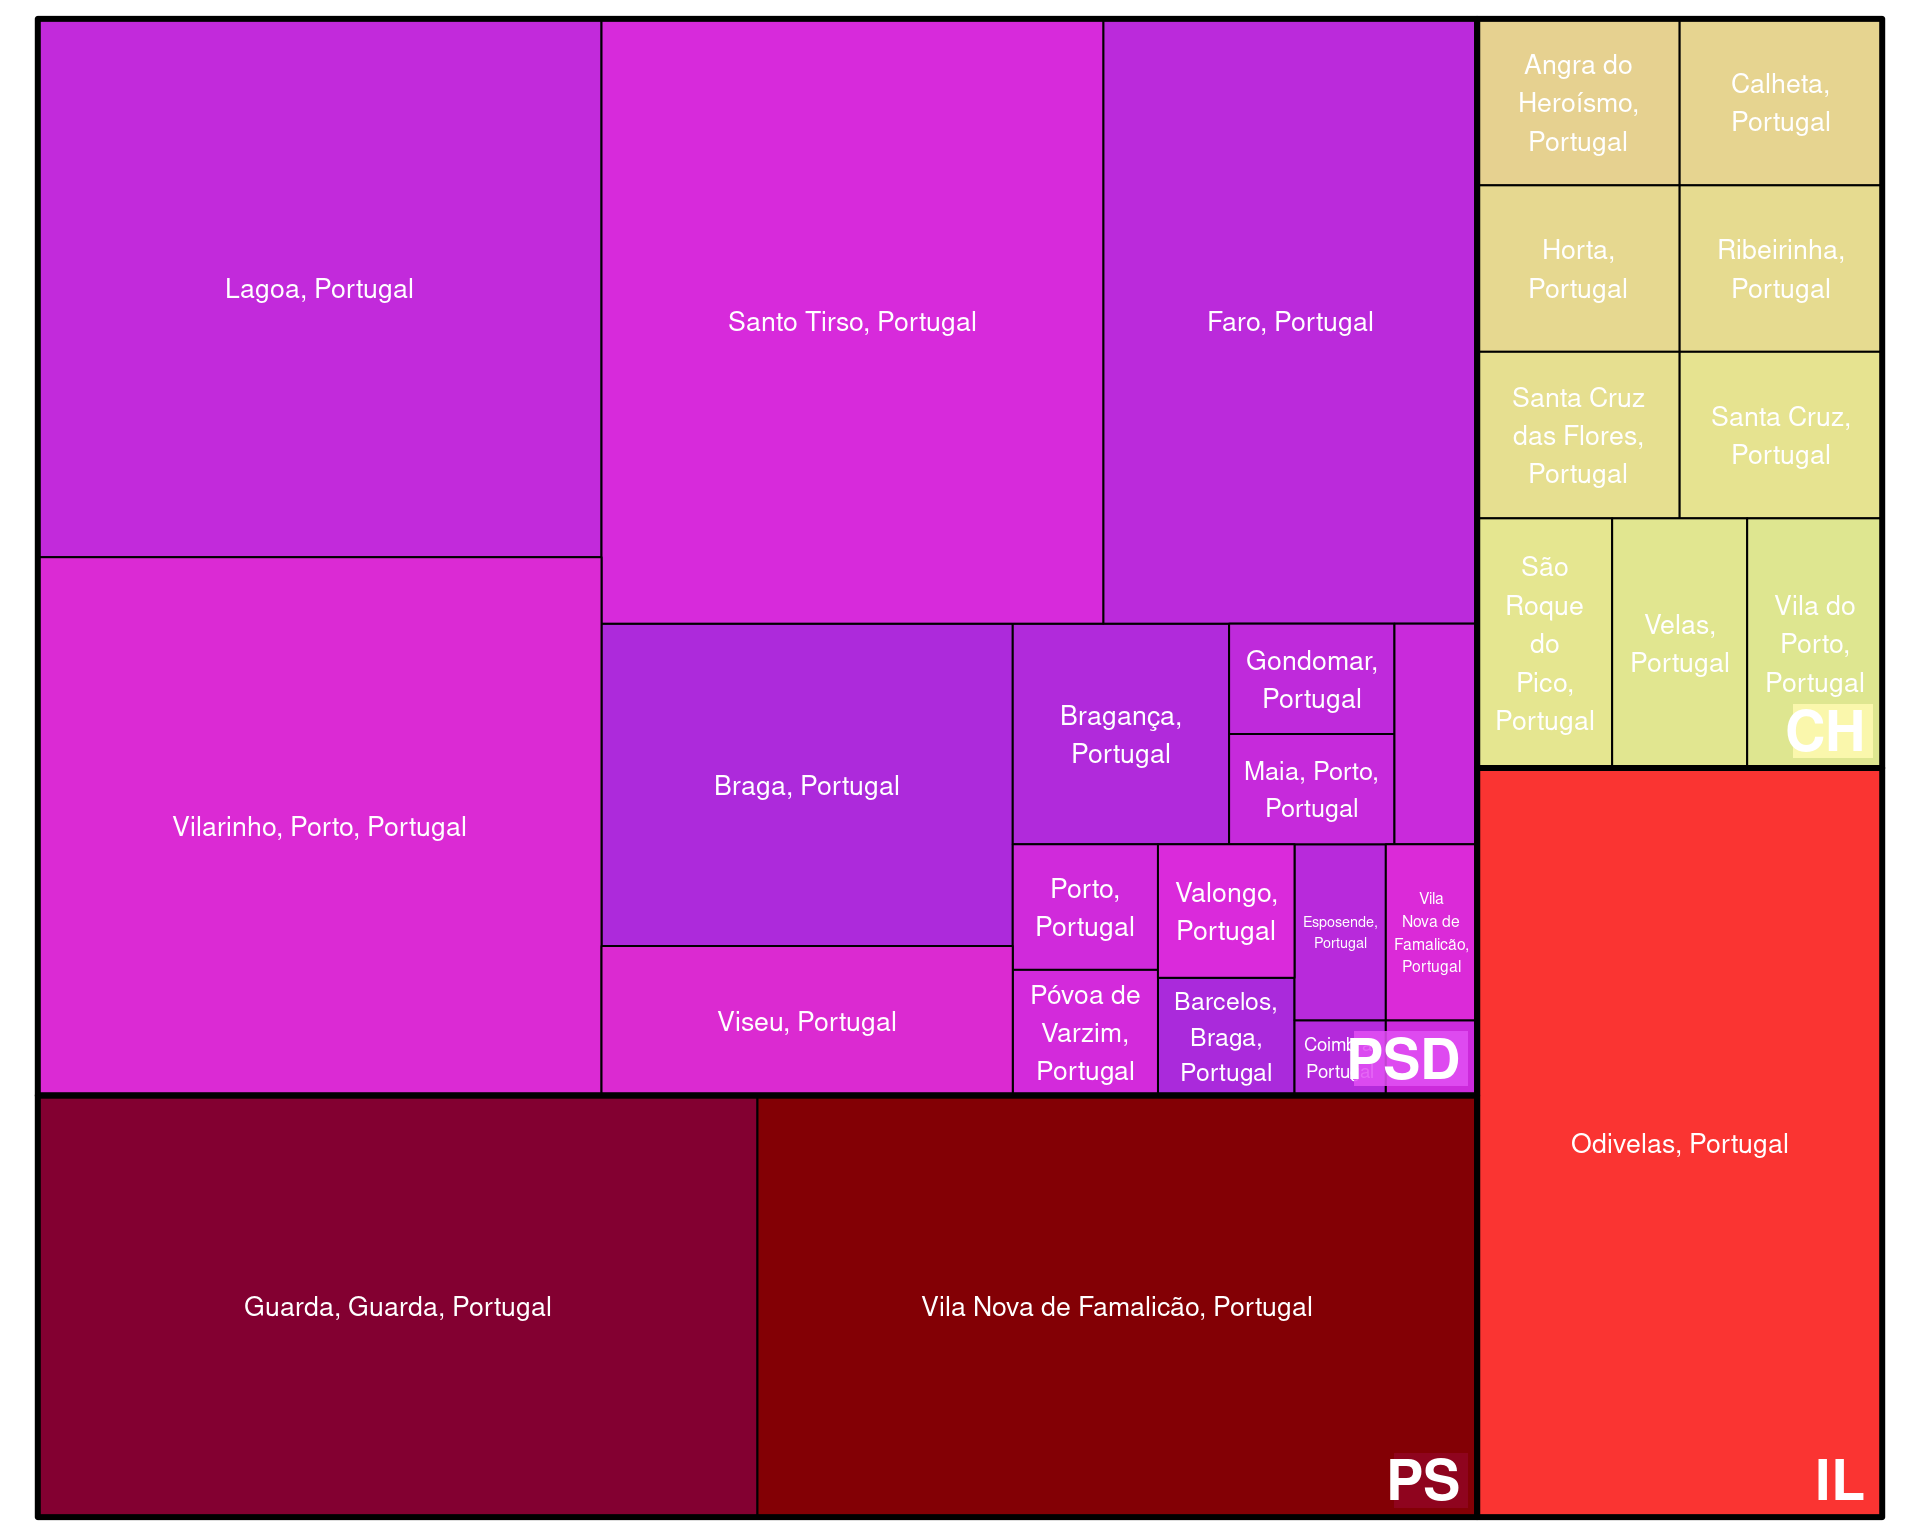 Lagoa, Portugal
Santo Tirso, Portugal
Faro, Portugal
Vilarinho, Porto, Portugal
Braga, Portugal
Viseu, Portugal
Bragança,
Portugal
Gondomar,
Portugal
Maia, Porto,
Portugal
Porto,
Portugal
Póvoa de
Varzim,
Portugal
Valongo,
Portugal
Barcelos,
Braga,
Portugal
Esposende,
Portugal
Vila
Nova de
Famalicão,
Portugal
PSD
Guarda, Guarda, Portugal
Vila Nova de Famalicão, Portugal
PS
Angra do
Heroísmo,
Portugal
Calheta,
Portugal
Horta,
Portugal
Ribeirinha,
Portugal
Santa Cruz
das Flores,
Portugal
Santa Cruz,
Portugal
São
Roque
do
Pico,
Portugal
Velas,
Portugal
Vila do
Porto,
Portugal
CH
Odivelas, Portugal
IL